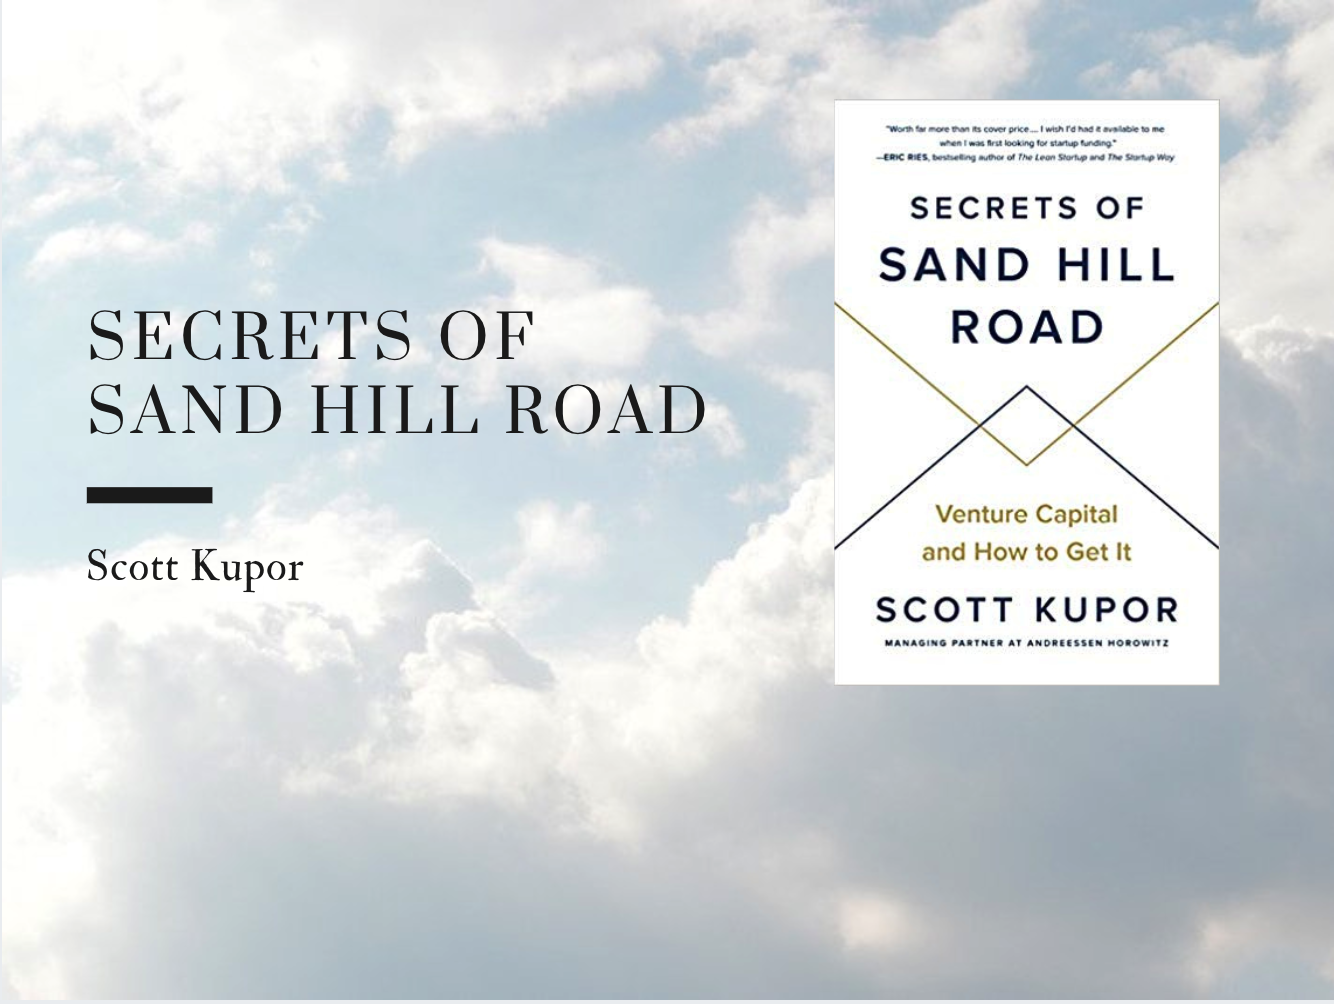 SECRETS OF
SAND HILL ROAD
Scott Kupor
"Worth far more than its cover price.... I wish I'd had it available to me
when I was first looking for startup funding."
—ERIC RIES, bestselling author of The Lean Startup and The Startup Way
SECRETS OF
SAND HILL
ROAD
Venture Capital
and How to Get It
SCOTT KUPOR
MANAGING PARTNER AT ANDREESSEN HOROWITZ